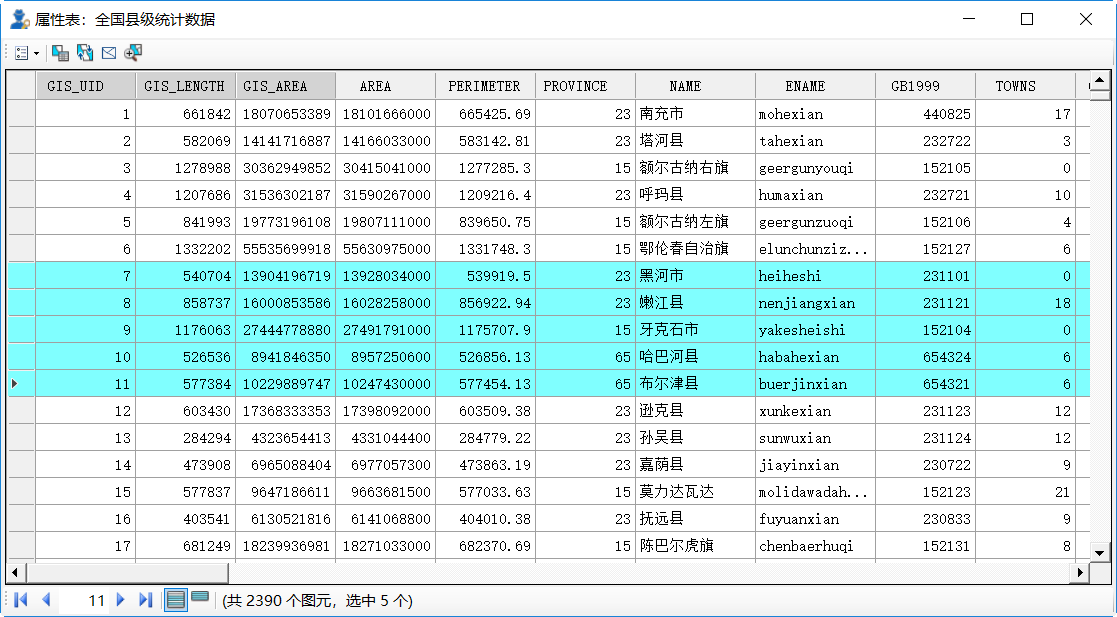 属性表：全国县级统计数据
GIS_UID GIS_LENGTH GIS_AREA AREA PERIMETER PROVINCE NAME ENAME GB1999 TOWNS
1 661842 18070653389 18101666000 665425.69 23 南充市 mohexian 440825 17
2 582069 14141716887 14166033000 583142.81 23 塔河县 tahexian 232722 3
3 1278988 30362949852 30415041000 1277285.3 15 额尔古纳右旗 geergunyouqi 152105 0
4 1207686 31536302187 31590267000 1209216.4 23 呼玛县 humaxian 232721 10
5 841993 19773196108 19807111000 839650.75 15 额尔古纳左旗 geergunzuoqi 152106 4
6 1332202 55535699918 55630975000 1331748.3 15 鄂伦春自治旗 elunchunziz... 152127 6
7 540704 13904196719 13928034000 539919.5 23 黑河市 heiheshi 231101 0
8 858737 16000853586 16028258000 856922.94 23 嫩江县 nenjiangxian 231121 18
9 1176063 27444778880 27491791000 1175707.9 15 牙克石市 yakesheishi 152104 0
10 526536 8941846350 8957250600 526856.13 65 哈巴河县 habahexian 654324 6
11 577384 10229889747 10247430000 577454.13 65 布尔津县 buerjinxian 654321 6
12 603430 17368333353 17398092000 603509.38 23 逊克县 xunkexian 231123 12
13 284294 4323654413 4331044400 284779.22 23 孙吴县 sunwuxian 231124 12
14 473908 6965088404 6977057300 473863.19 23 嘉荫县 jiayinxian 230722 9
15 577837 9647186611 9663681500 577033.63 15 莫力达瓦达 molidawadah... 152123 21
16 403541 6130521816 6141068800 404010.38 23 抚远县 fuyuanxian 230833 9
17 681249 18239936981 18271033000 682370.69 15 陈巴尔虎旗 chenbaerhuqi 152131 8
11 (共 2390 个图元，选中 5 个)